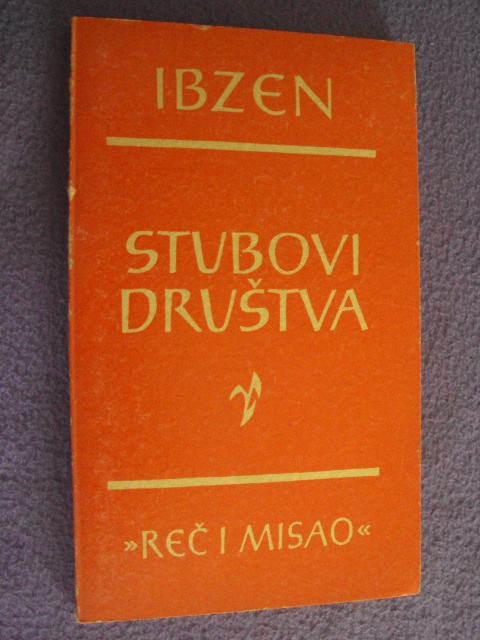 IBZEN
STUBOVI
DRUŠTVA
»REČ I MISAO«